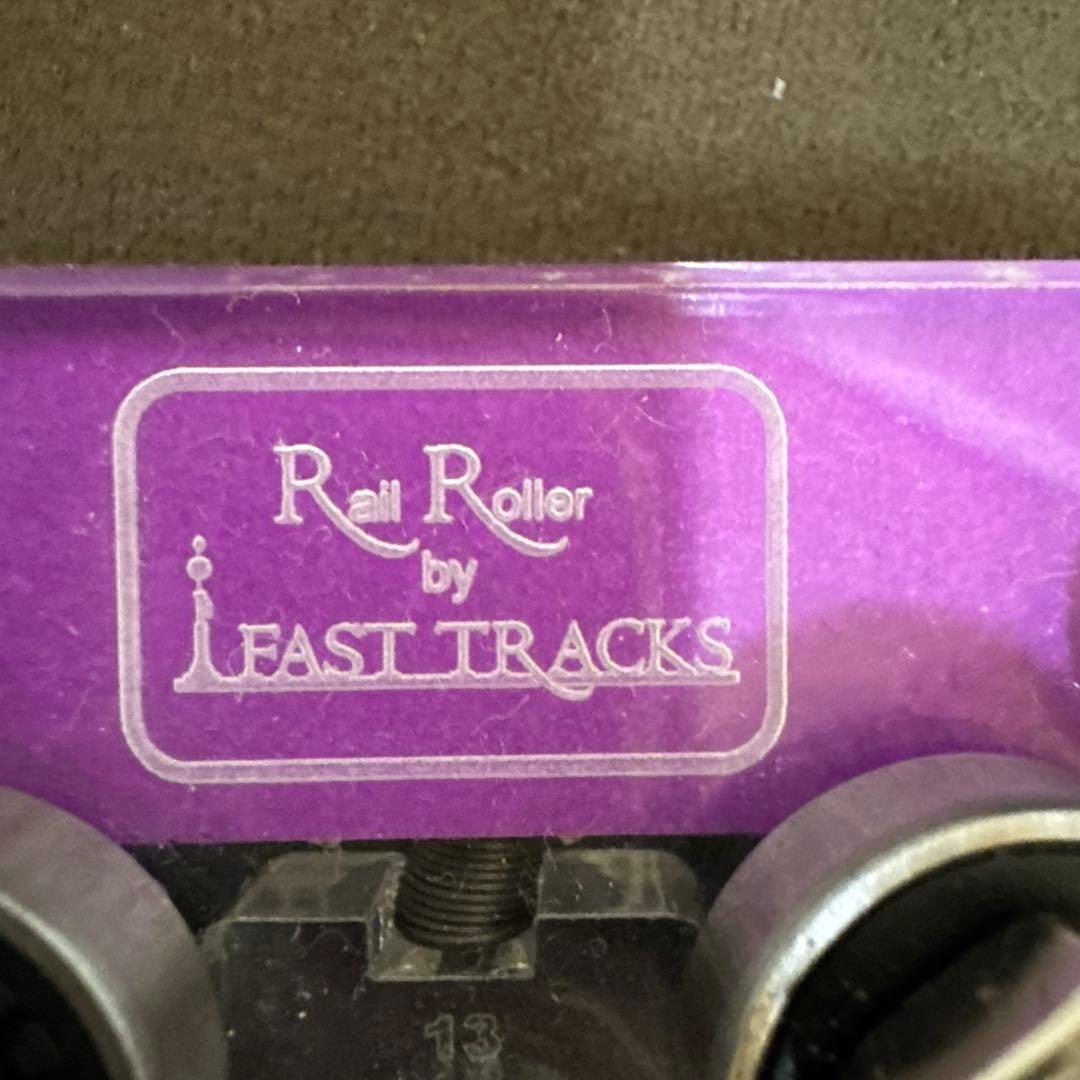 Rail Roller
by
FAST TRACKS
13